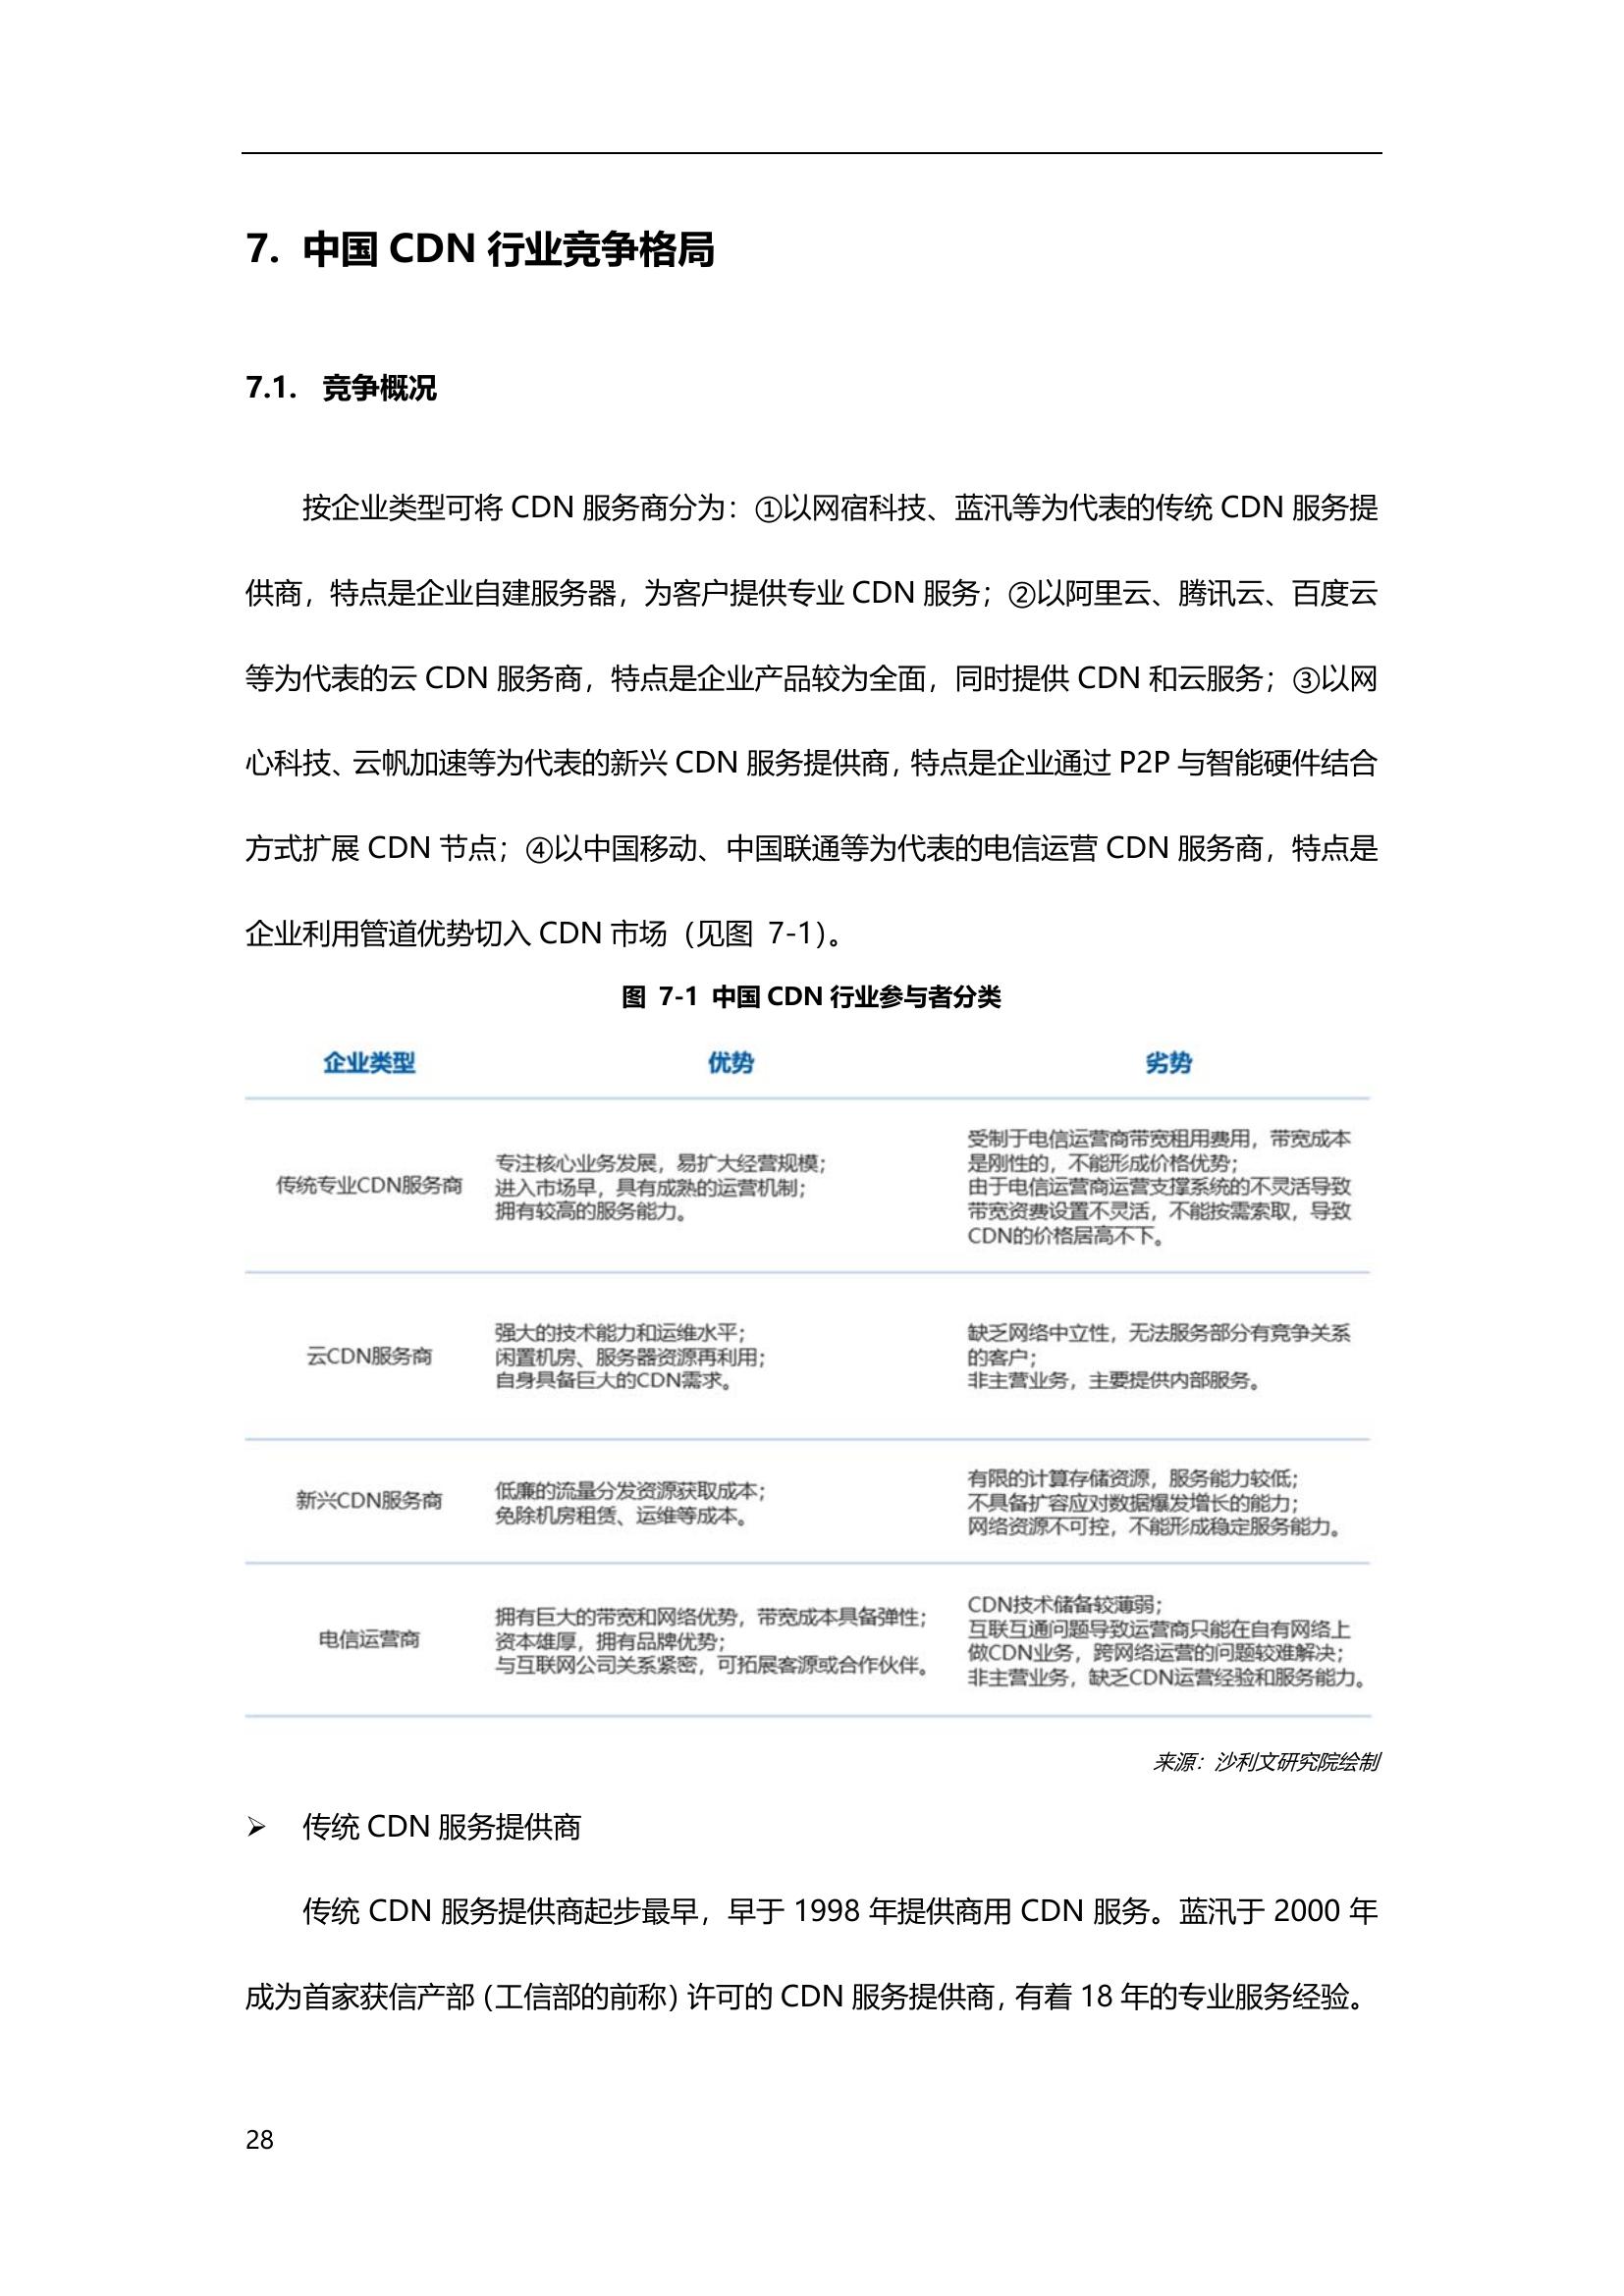 7. 中国 CDN 行业竞争格局
7.1. 竞争概况
按企业类型可将 CDN 服务商分为：①以网宿科技、蓝汛等为代表的传统 CDN 服务提
供商，特点是企业自建服务器，为客户提供专业 CDN 服务；②以阿里云、腾讯云、百度云
等为代表的云 CDN 服务商，特点是企业产品较为全面，同时提供 CDN 和云服务；③以网
心科技、云帆加速等为代表的新兴 CDN 服务提供商，特点是企业通过 P2P 与智能硬件结合
方式扩展 CDN 节点；④以中国移动、中国联通等为代表的电信运营 CDN 服务商，特点是
企业利用管道优势切入 CDN 市场（见图 7-1）。
图 7-1 中国 CDN 行业参与者分类
企业类型 优势 劣势
传统专业CDN服务商
专注核心业务发展，易扩大经营规模；
进入市场早，具有成熟的运营机制；
拥有较高的服务能力。
受制于电信运营商带宽租用费用，带宽成本
是刚性的，不能形成价格优势；
由于电信运营商运营支撑系统的不灵活导致
带宽资费设置不灵活，不能按需索取，导致
CDN的价格居高不下。
云CDN服务商
强大的技术能力和运维水平；
闲置机房、服务器资源再利用；
自身具备巨大的CDN需求。
缺乏网络中立性，无法服务部分有竞争关系
的客户；
非主营业务，主要提供内部服务。
新兴CDN服务商
低廉的流量分发资源获取成本；
免除机房租赁、运维等成本。
有限的计算存储资源，服务能力较低；
不具备扩容应对数据爆发增长的能力；
网络资源不可控，不能形成稳定服务能力。
电信运营商
拥有巨大的带宽和网络优势，带宽成本具备弹性；
资本雄厚，拥有品牌优势；
与互联网公司关系紧密，可拓展客源或合作伙伴。
CDN技术储备较薄弱；
互联互通问题导致运营商只能在自有网络上
做CDN业务，跨网络运营的问题较难解决；
非主营业务，缺乏CDN运营经验和服务能力。
来源：沙利文研究院绘制
➢ 传统 CDN 服务提供商
传统 CDN 服务提供商起步最早，早于 1998 年提供商用 CDN 服务。蓝汛于 2000 年
成为首家获信产部（工信部的前称）许可的 CDN 服务提供商，有着 18 年的专业服务经验。
28